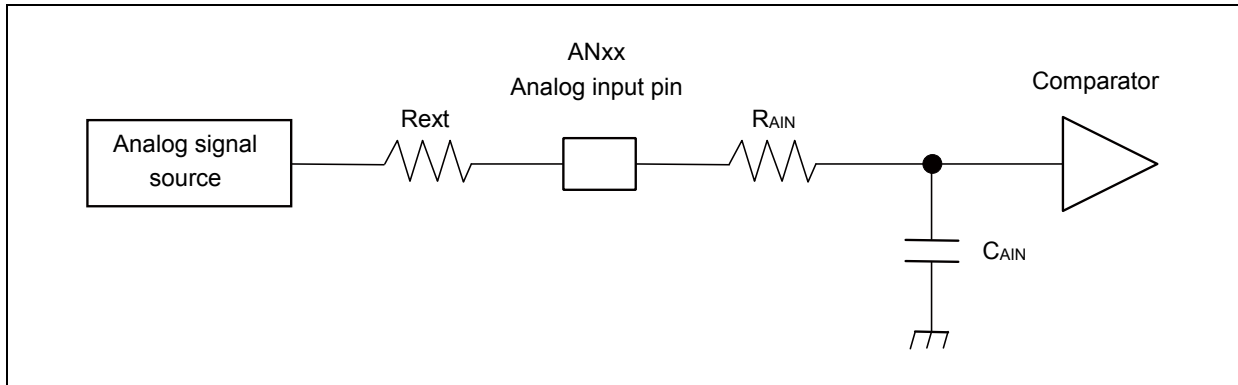 ANxx
Analog input pin
Comparator
Rext
RAIN
Analog signal
source
CAIN